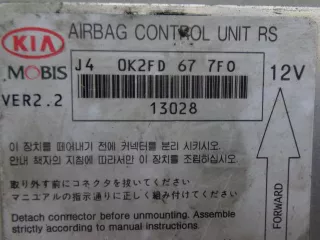 KIA
AIRBAG CONTROL UNIT RS
MOBIS
J4 0K2FD 67 7F0
12V
VER2.2
13028
이 장치를 떼어내기 전에 커넥터를 분리 시키시오.
안내 책자의 지침에 따라서만 이 장치를 조립하십시오.
取り外す前にコネクタをはずしてください
マニュアルの指示通りに正しく組み付けてください
Detach connector before unmounting. Assemble
strictly according to manual instructions.
FORWARD